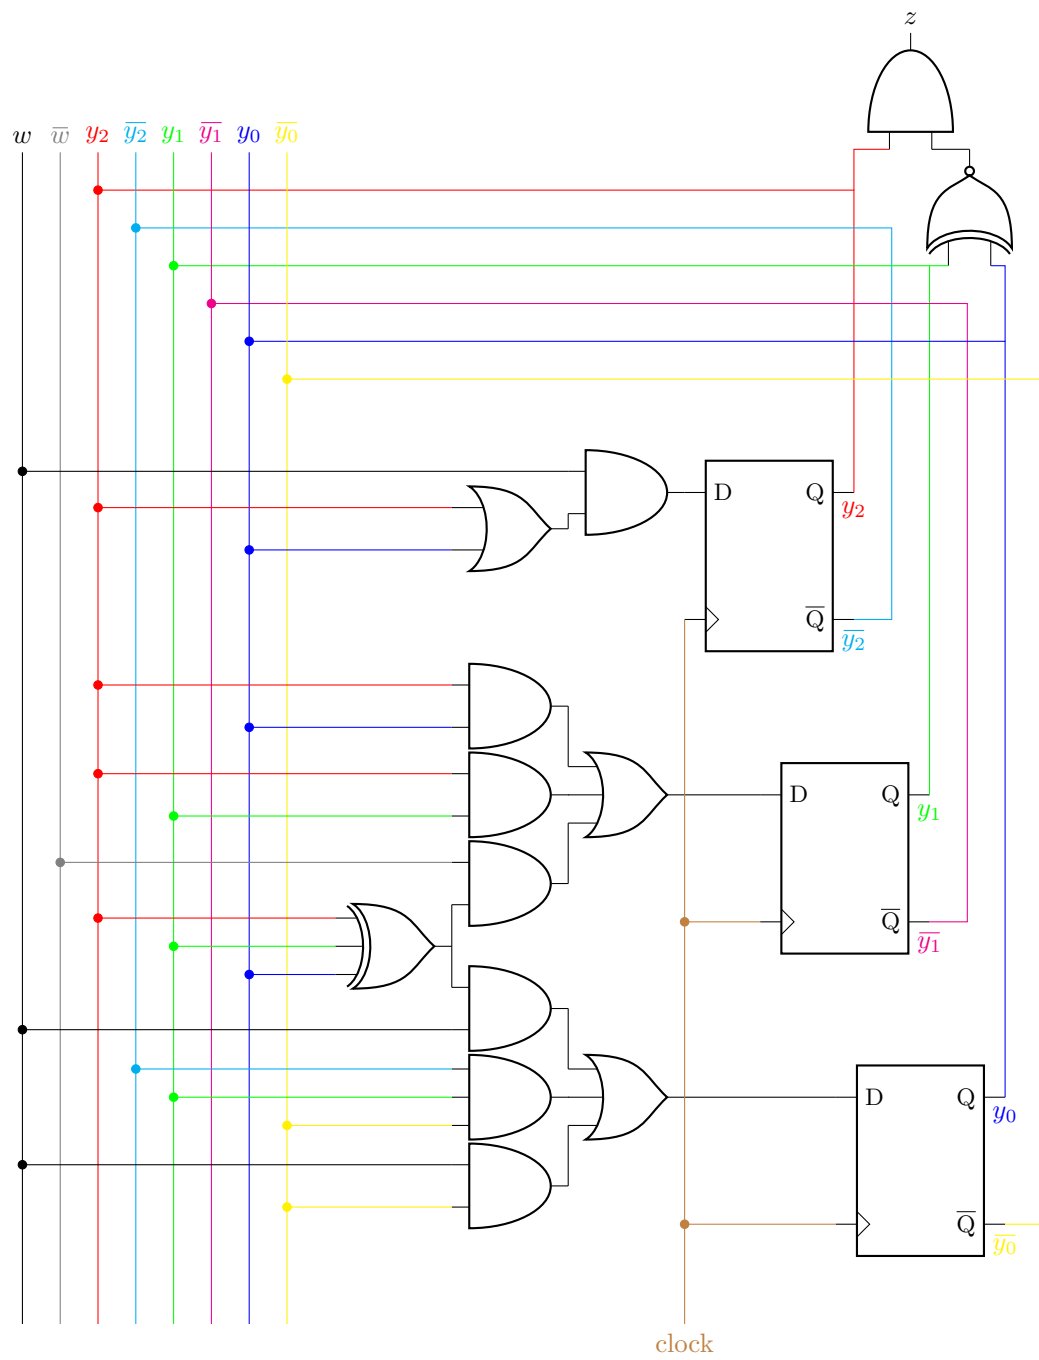 z
w w̅ y₂ y̅₂ y₁ y̅₁ y₀ y̅₀
D Q
y₂
Q̅
y̅₂
D Q
y₁
Q̅
y̅₁
D Q
y₀
Q̅
y̅₀
clock